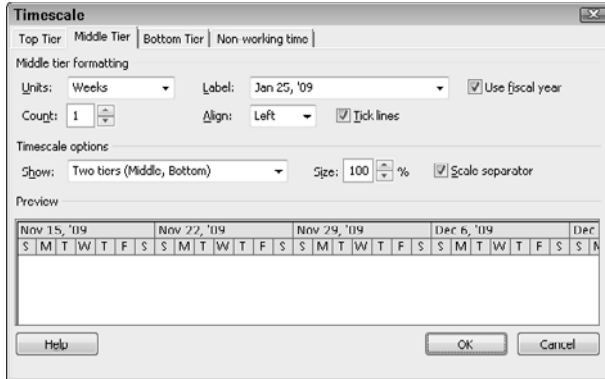 Timescale
Top Tier Middle Tier Bottom Tier Non-working time
Middle tier formatting
Units: Weeks Label: Jan 25, '09 Use fiscal year
Count: 1 Align: Left Tick lines
Timescale options
Show: Two tiers (Middle, Bottom) Size: 100 % Scale separator
Preview
Nov 15, '09 Nov 22, '09 Nov 29, '09 Dec 6, '09 Dec
S M T W T F S S M T W T F S S M T W T F S S M T W T F S S M
Help OK Cancel